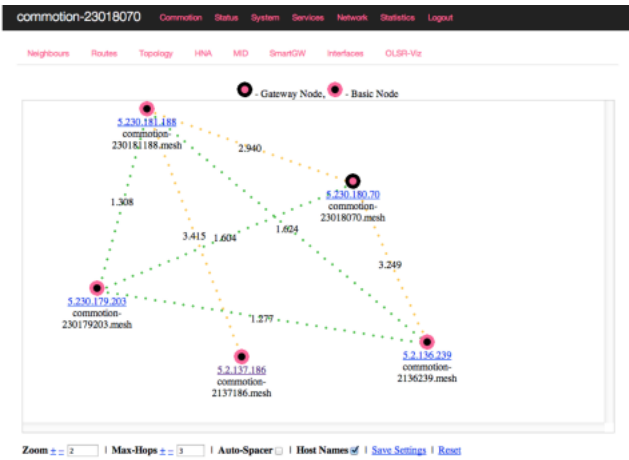 commotion-23018070 Commotion Status System Services Network Statistics Logout
Neighbours Routes Topology HNA MID SmartGW Interfaces OLSR-Viz
- Gateway Node, - Basic Node
5.230.181.188
commotion-
230181188.mesh
2.940
5.230.180.70
commotion-
23018070.mesh
1.308
3.415
1.604
1.624
3.249
5.230.179.203
commotion-
230179203.mesh
1.277
5.2.137.186
commotion-
2137186.mesh
5.2.136.239
commotion-
2136239.mesh
Zoom + – 2 | Max-Hops + – 3 | Auto-Spacer | Host Names | Save Settings | Reset